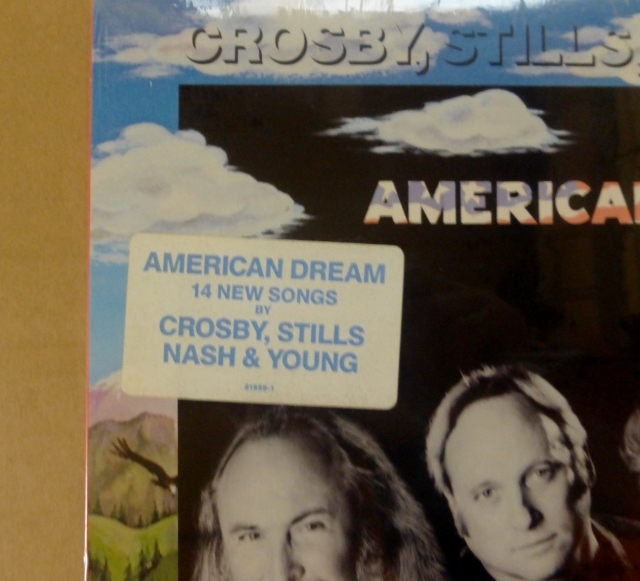 CROSBY, STILLS,
AMERICAN
AMERICAN DREAM
14 NEW SONGS
BY
CROSBY, STILLS
NASH & YOUNG
81888-1